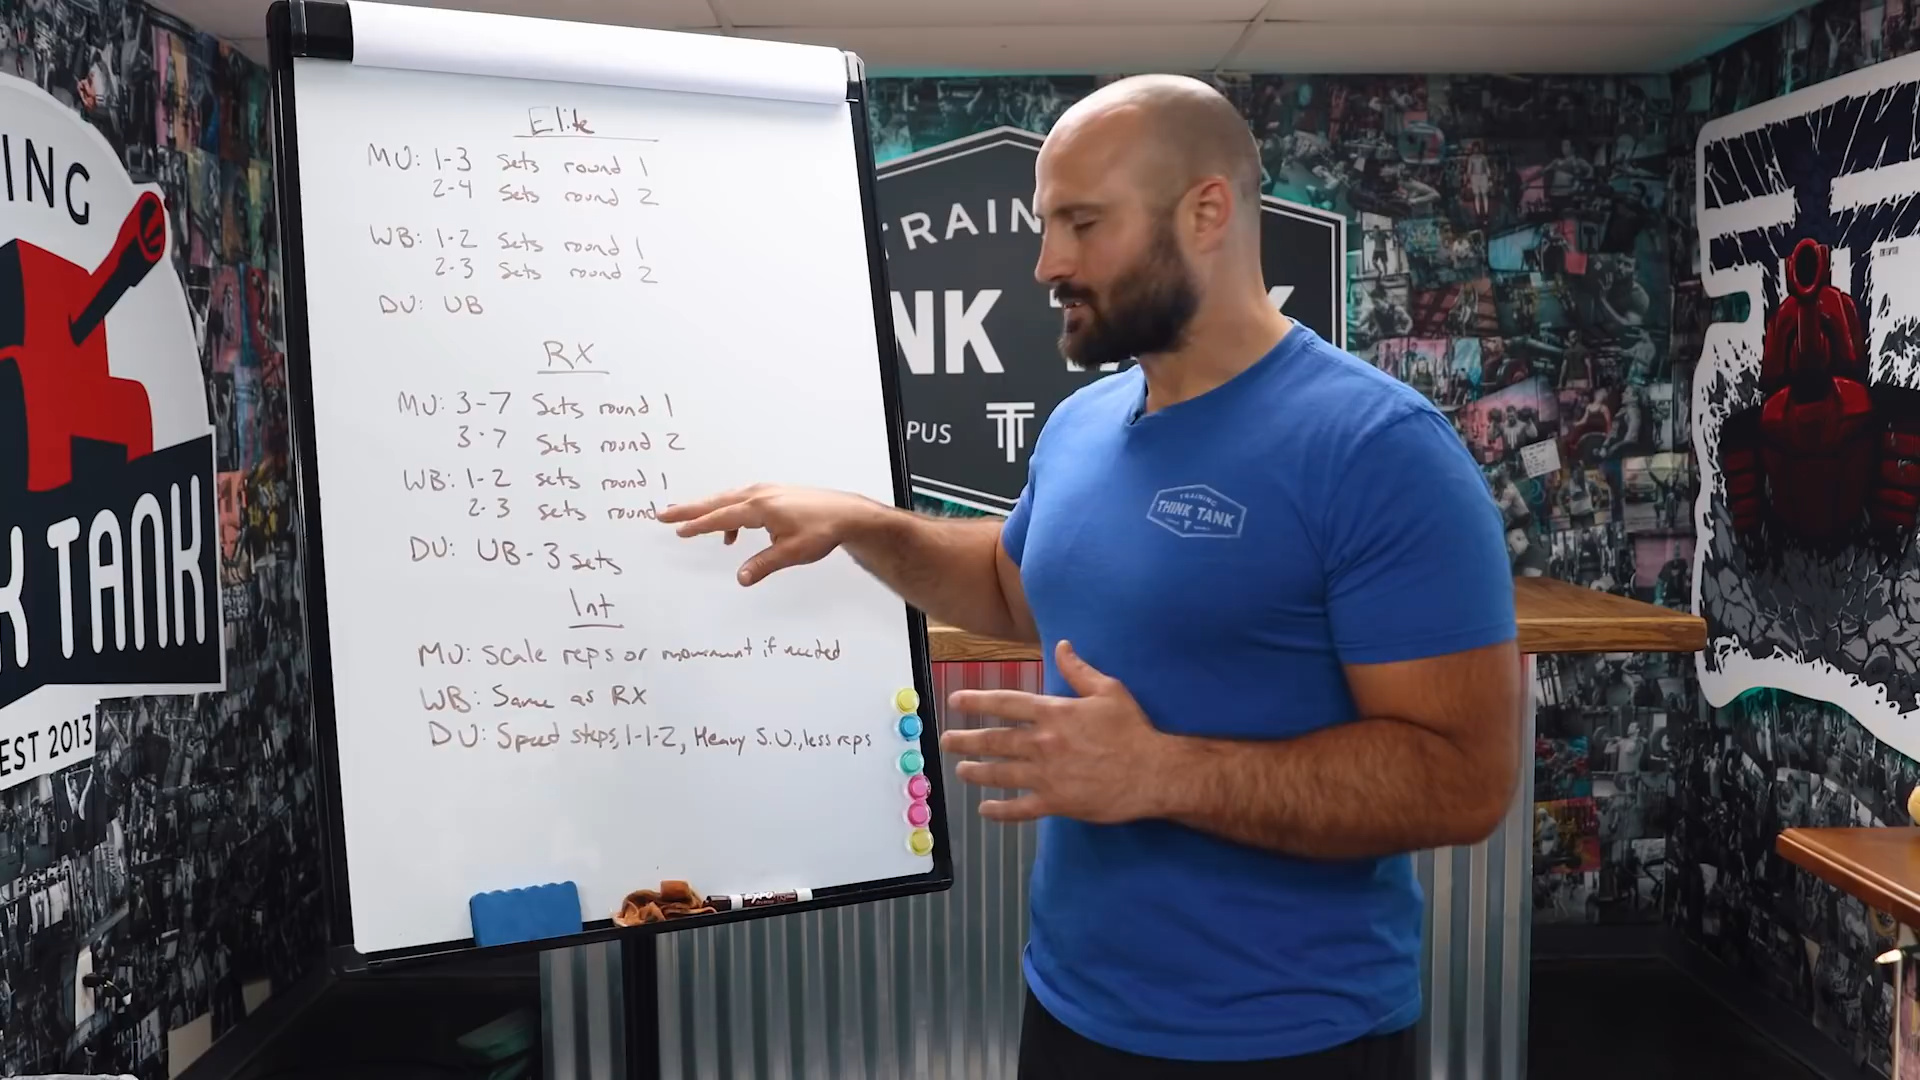 Elite
MU: 1-3 sets round 1
2-4 sets round 2
WB: 1-2 sets round 1
2-3 sets round 2
DU: UB
RX
MU: 3-7 Sets round 1
3-7 Sets round 2
WB: 1-2 sets round 1
2-3 sets round
DU: UB-3 sets
Int
MU: Scale reps or movement if needed
WB: Same as RX
DU: Speed steps, 1-1-2, Heavy S.U., less reps
ING
K TANK
EST 2013
TRAIN
NK TA
PUS
TT
TRAINING
THINK TANK